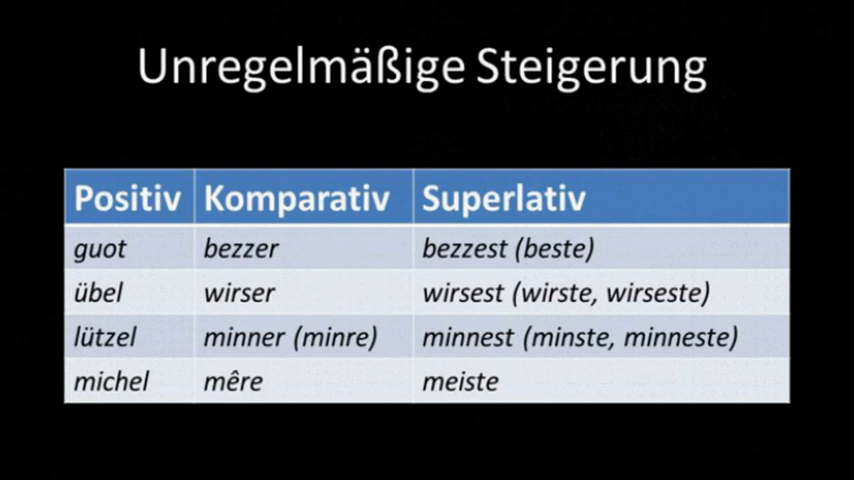 Unregelmäßige Steigerung
Positiv Komparativ Superlativ
guot bezzer bezzest (beste)
übel wirser wirsest (wirste, wirseste)
lützel minner (minre) minnest (minste, minneste)
michel mêre meiste